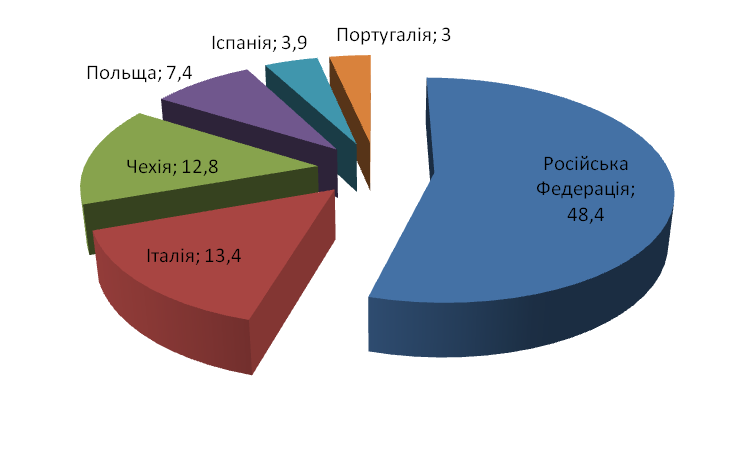 Португалія; 3
Іспанія; 3,9
Польща; 7,4
Чехія; 12,8
Російська
Федерація;
48,4
Італія; 13,4